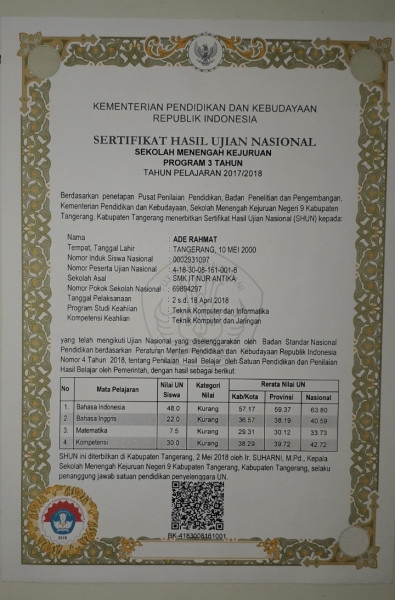 KEMENTERIAN PENDIDIKAN DAN KEBUDAYAAN
REPUBLIK INDONESIA
SERTIFIKAT HASIL UJIAN NASIONAL
SEKOLAH MENENGAH KEJURUAN
PROGRAM 3 TAHUN
TAHUN PELAJARAN 2017/2018
Berdasarkan penetapan Pusat Penilaian Pendidikan, Badan Penelitian dan Pengembangan,
Kementerian Pendidikan dan Kebudayaan, Sekolah Menengah Kejuruan Negeri 9 Kabupaten
Tangerang, Kabupaten Tangerang menerbitkan Sertifikat Hasil Ujian Nasional (SHUN) kepada:
Nama : ADE RAHMAT
Tempat, Tanggal Lahir : TANGERANG, 10 MEI 2000
Nomor Induk Siswa Nasional : 0002931097
Nomor Peserta Ujian Nasional : 4-18-30-08-161-001-8
Sekolah Asal : SMK IT NUR ANTIKA
Nomor Pokok Sekolah Nasional : 69894297
Tanggal Pelaksanaan : 2 s.d. 18 April 2018
Program Studi Keahlian : Teknik Komputer dan Informatika
Kompetensi Keahlian : Teknik Komputer dan Jaringan
yang telah mengikuti Ujian Nasional yang diselenggarakan oleh Badan Standar Nasional
Pendidikan berdasarkan Peraturan Menteri Pendidikan dan Kebudayaan Republik Indonesia
Nomor 4 Tahun 2018, tentang Penilaian Hasil Belajar oleh Satuan Pendidikan dan Penilaian
Hasil Belajar oleh Pemerintah, dengan hasil sebagai berikut:
No Mata Pelajaran Nilai UN Siswa Kategori Nilai Rerata Nilai UN
Kab/Kota Provinsi Nasional
1. Bahasa Indonesia 48.0 Kurang 57.17 59.37 63.80
2. Bahasa Inggris 22.0 Kurang 36.57 38.19 40.59
3. Matematika 7.5 Kurang 29.31 30.12 33.73
4. Kompetensi 30.0 Kurang 38.29 39.72 42.72
SHUN ini diterbitkan di Kabupaten Tangerang, 2 Mei 2018 oleh Ir. SUHARNI, M.Pd., Kepala
Sekolah Menengah Kejuruan Negeri 9 Kabupaten Tangerang, Kabupaten Tangerang, selaku
penanggung jawab satuan pendidikan penyelenggara UN.
2018
RK-4183008161001